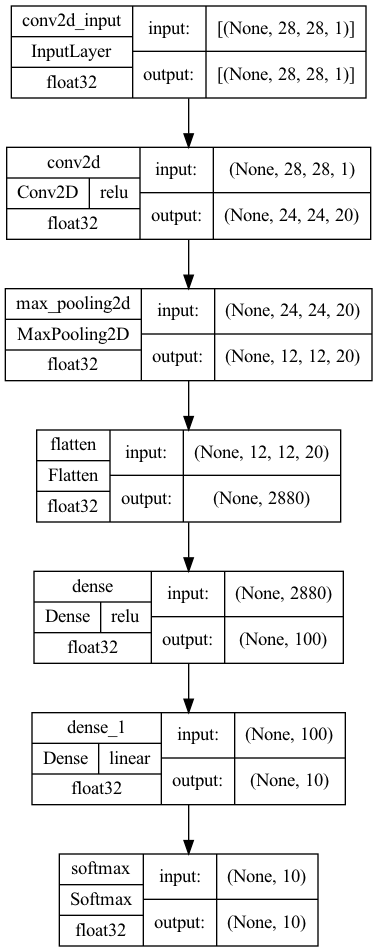 conv2d_input
InputLayer
float32
input:
[(None, 28, 28, 1)]
output:
[(None, 28, 28, 1)]
conv2d
Conv2D
relu
float32
input:
(None, 28, 28, 1)
output:
(None, 24, 24, 20)
max_pooling2d
MaxPooling2D
float32
input:
(None, 24, 24, 20)
output:
(None, 12, 12, 20)
flatten
Flatten
float32
input:
(None, 12, 12, 20)
output:
(None, 2880)
dense
Dense
relu
float32
input:
(None, 2880)
output:
(None, 100)
dense_1
Dense
linear
float32
input:
(None, 100)
output:
(None, 10)
softmax
Softmax
float32
input:
(None, 10)
output:
(None, 10)